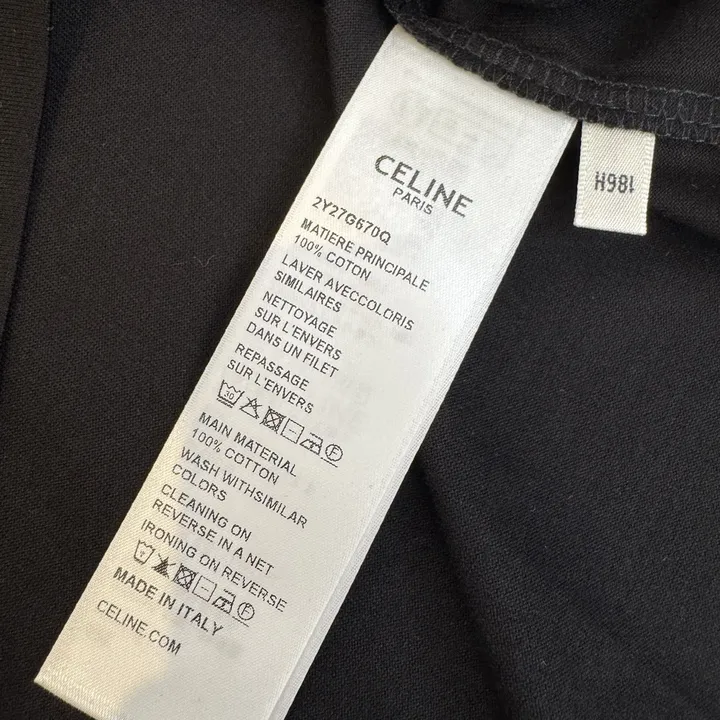 CELINE
PARIS
2Y27G670Q
MATIERE PRINCIPALE
100% COTON
LAVER AVECCOLORIS
SIMILAIRES
NETTOYAGE
SUR L'ENVERS
DANS UN FILET
REPASSAGE
SUR L'ENVERS
30 F
MAIN MATERIAL
100% COTTON
WASH WITHSIMILAR
COLORS
CLEANING ON
REVERSE IN A NET
IRONING ON REVERSE
F
MADE IN ITALY
CELINE.COM
I86H